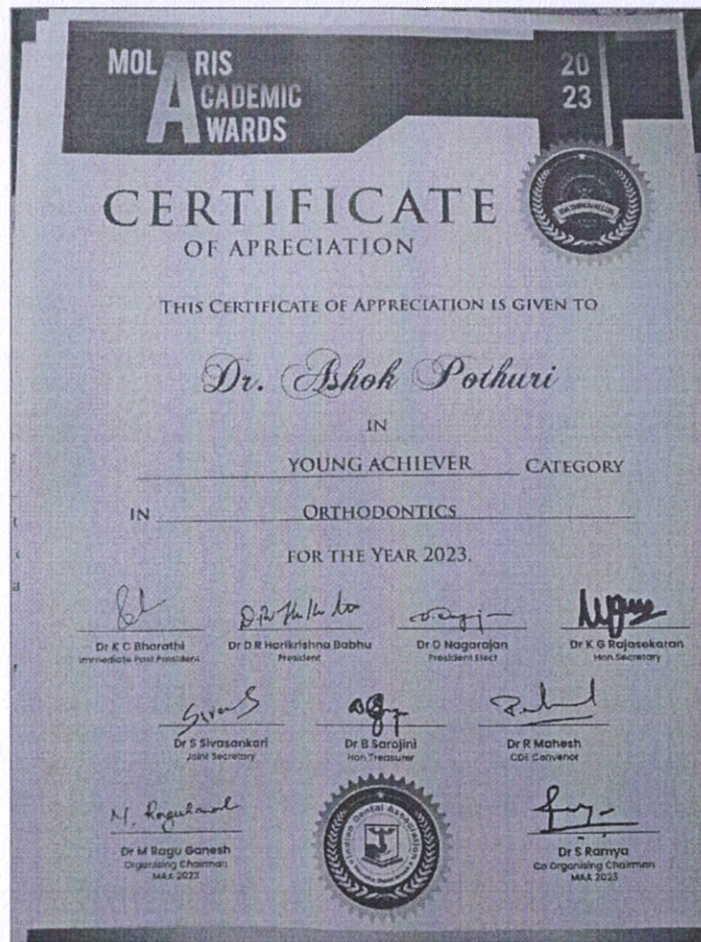 MOLARIS
ACADEMIC
AWARDS
20
23
CERTIFICATE
OF APRECIATION
THIS CERTIFICATE OF APPRECIATION IS GIVEN TO
Dr. Ashok Pothuri
IN
YOUNG ACHIEVER CATEGORY
IN ORTHODONTICS
FOR THE YEAR 2023.
Dr K C Bharathi
Immediate Past President
Dr D R Harikrishna Babhu
President
Dr D Nagarajan
President Elect
Dr K G Rajasekaran
Hon Secretary
Dr S Sivasankari
Joint Secretary
Dr B Sarojini
Hon Treasurer
Dr R Mahesh
CDE Convenor
Dr M Ragu Ganesh
Organising Chairman
MAA 2023
Indian Dental Association
Dr S Ramya
Co Organising Chairman
MAA 2023